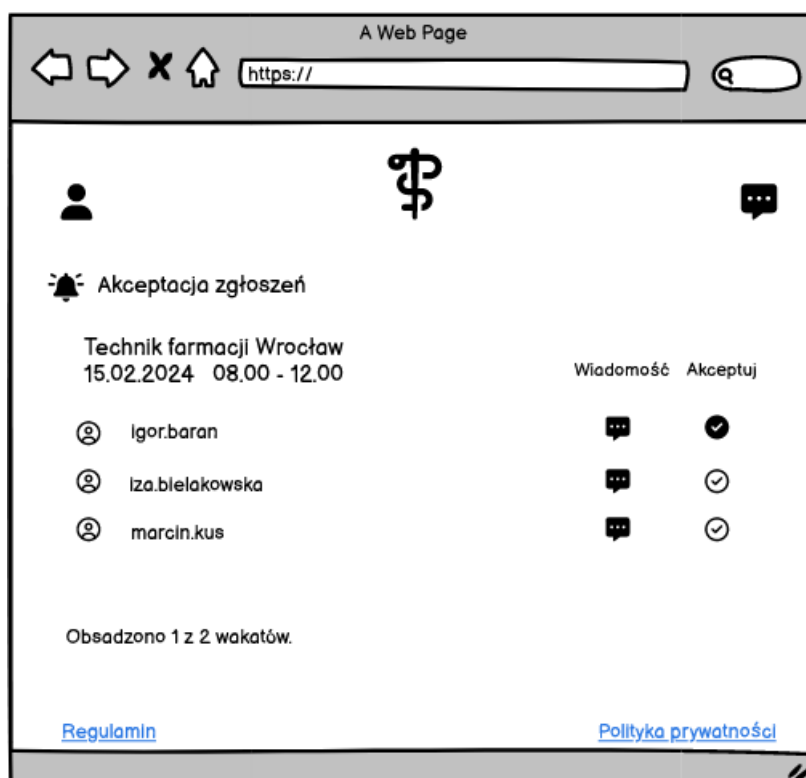 A Web Page
https://
Akceptacja zgłoszeń
Technik farmacji Wrocław
15.02.2024 08.00 - 12.00
Wiadomość Akceptuj
igor.baran
iza.bielakowska
marcin.kus
Obsadzono 1 z 2 wakatów.
Regulamin Polityka prywatności